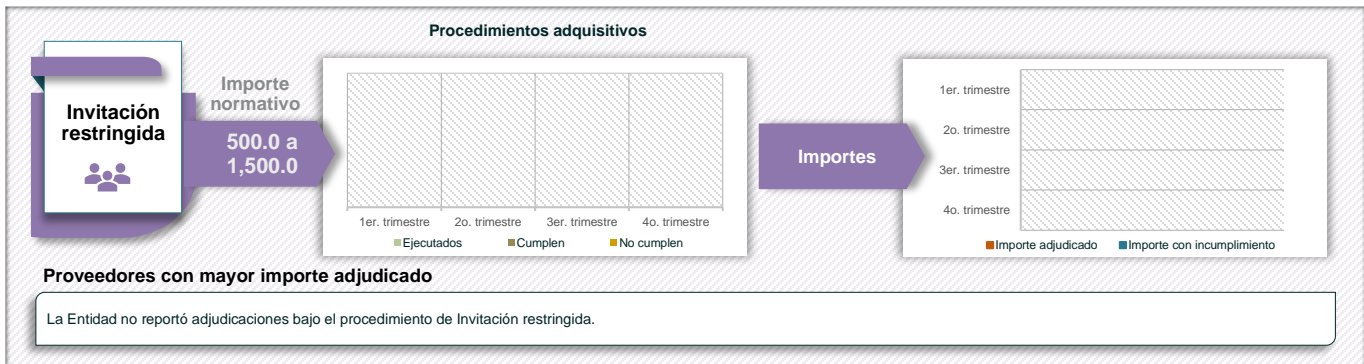 Procedimientos adquisitivos
Invitación
restringida
Importe
normativo
500.0 a
1,500.0
1er. trimestre
2o. trimestre
3er. trimestre
4o. trimestre
Ejecutados
Cumplen
No cumplen
Importes
1er. trimestre
2o. trimestre
3er. trimestre
4o. trimestre
Importe adjudicado
Importe con incumplimiento
Proveedores con mayor importe adjudicado
La Entidad no reportó adjudicaciones bajo el procedimiento de Invitación restringida.